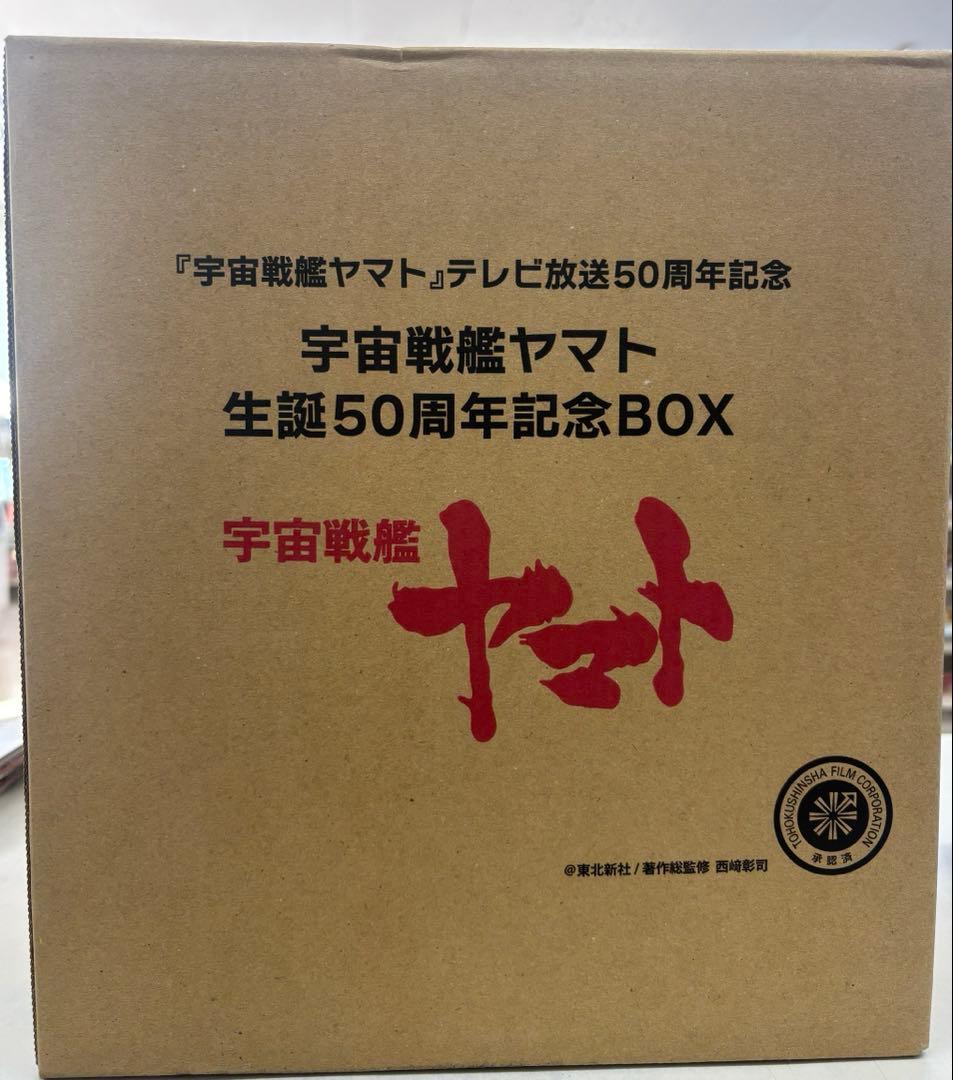 『宇宙戦艦ヤマト』テレビ放送50周年記念
宇宙戦艦ヤマト
生誕50周年記念BOX
宇宙戦艦
ヤマト
TOHOKUSHINSHA FILM CORPORATION
承認済
@東北新社/著作総監修 西﨑彰司